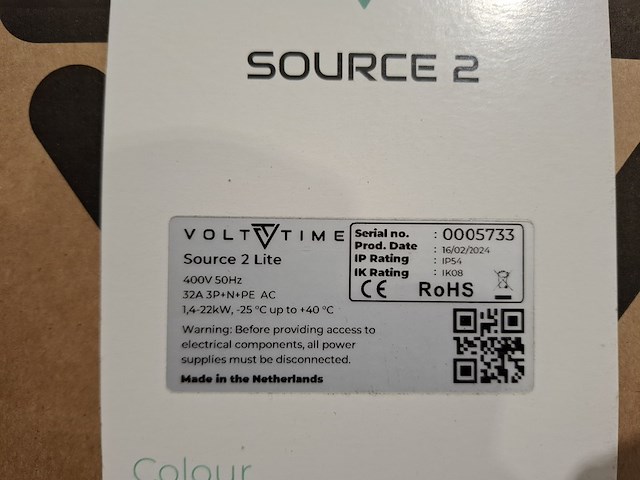 SOURCE 2
VOLT TIME
Source 2 Lite
400V 50Hz
32A 3P+N+PE AC
1,4-22kW, -25 °C up to +40 °C
Warning: Before providing access to
electrical components, all power
supplies must be disconnected.
Made in the Netherlands
Serial no. : 0005733
Prod. Date : 16/02/2024
IP Rating : IP54
IK Rating : IK08
CE RoHS
Colour